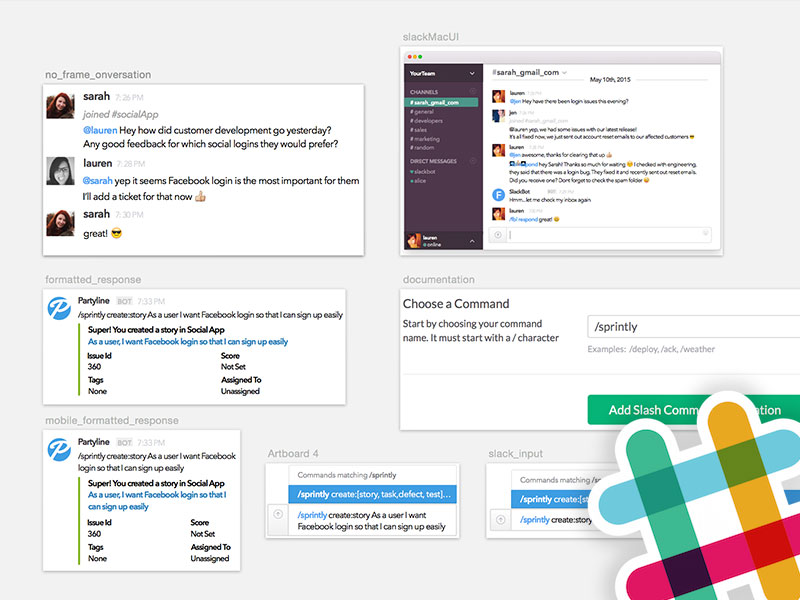 no_frame_onversation
sarah 7:26 PM
joined #socialApp
@lauren Hey how did customer development go yesterday?
Any good feedback for which social logins they would prefer?
lauren 7:28 PM
@sarah yep it seems Facebook login is the most important for them
I'll add a ticket for that now
sarah 7:30 PM
great!
slackMacUI
YourTeam
CHANNELS
# sarah_gmail_com
# general
# developers
# sales
# marketing
# random
DIRECT MESSAGES
slackbot
alice
lauren
online
#sarah_gmail_com
May 10th, 2015
lauren
@jen Hey have there been login issues this evening?
jen
joined #socialApp
@lauren yep, we had some issues with our latest release!
It's all fixed now, we just sent out account reset emails to our affected customers
lauren
@jen awesome, thanks for clearing that up
hey Sarah! Thanks so much for waiting I checked with engineering,
they said that there was a login bug. They fixed it and recently sent out reset emails.
Did you receive one? Dont forget to check the spam folder
SlackBot BOT
Hmm...let me check my inbox again
lauren
/fbl respond great!
formatted_response
Partyline BOT 7:33 PM
/sprintly create:story As a user I want Facebook login so that I can sign up easily
Super! You created a story in Social App
As a user, I want Facebook login so that I can sign up easily
Issue Id Score
360 Not Set
Tags Assigned To
None Unassigned
documentation
Choose a Command
Start by choosing your command
name. It must start with a / character
/sprintly
Examples: /deploy, /ack, /weather
Add Slash Comm
mobile_formatted_response
Partyline BOT 7:33 PM
/sprintly create:story As a user I want Facebook
login so that I can sign up easily
Super! You created a story in Social App
As a user, I want Facebook login so that I
can sign up easily
Issue Id Score
360 Not Set
Tags Assigned To
None Unassigned
Artboard 4
Commands matching /sprintly
/sprintly create:[story, task,defect, test]...
/sprintly create:story As a user I want
Facebook login so that I can sign up easily
slack_input
Commands matching /s
/sprintly create:[s
/sprintly create:story